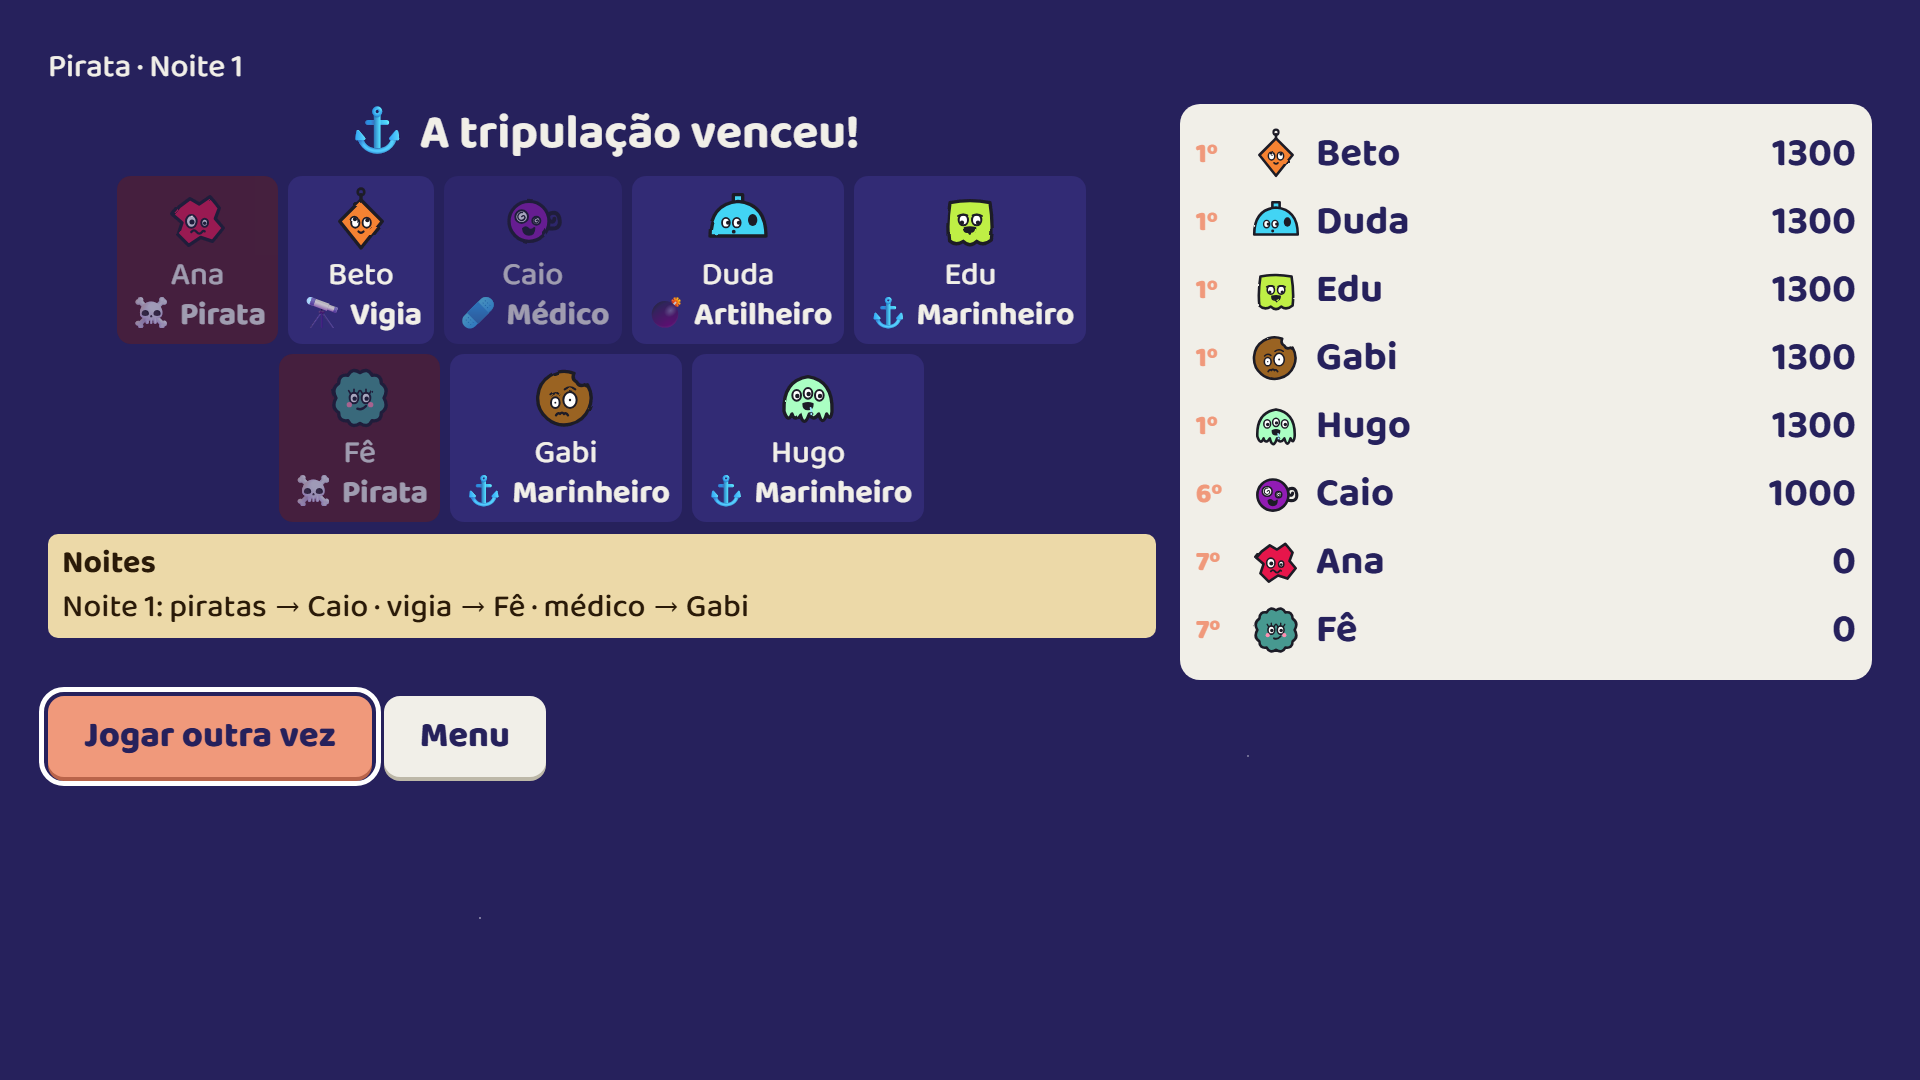 Pirata · Noite 1
A tripulação venceu!
Ana
Pirata
Beto
Vigia
Caio
Médico
Duda
Artilheiro
Edu
Marinheiro
Fê
Pirata
Gabi
Marinheiro
Hugo
Marinheiro
Noites
Noite 1: piratas → Caio · vigia → Fê · médico → Gabi
Jogar outra vez
Menu
1º Beto 1300
1º Duda 1300
1º Edu 1300
1º Gabi 1300
1º Hugo 1300
6º Caio 1000
7º Ana 0
7º Fê 0